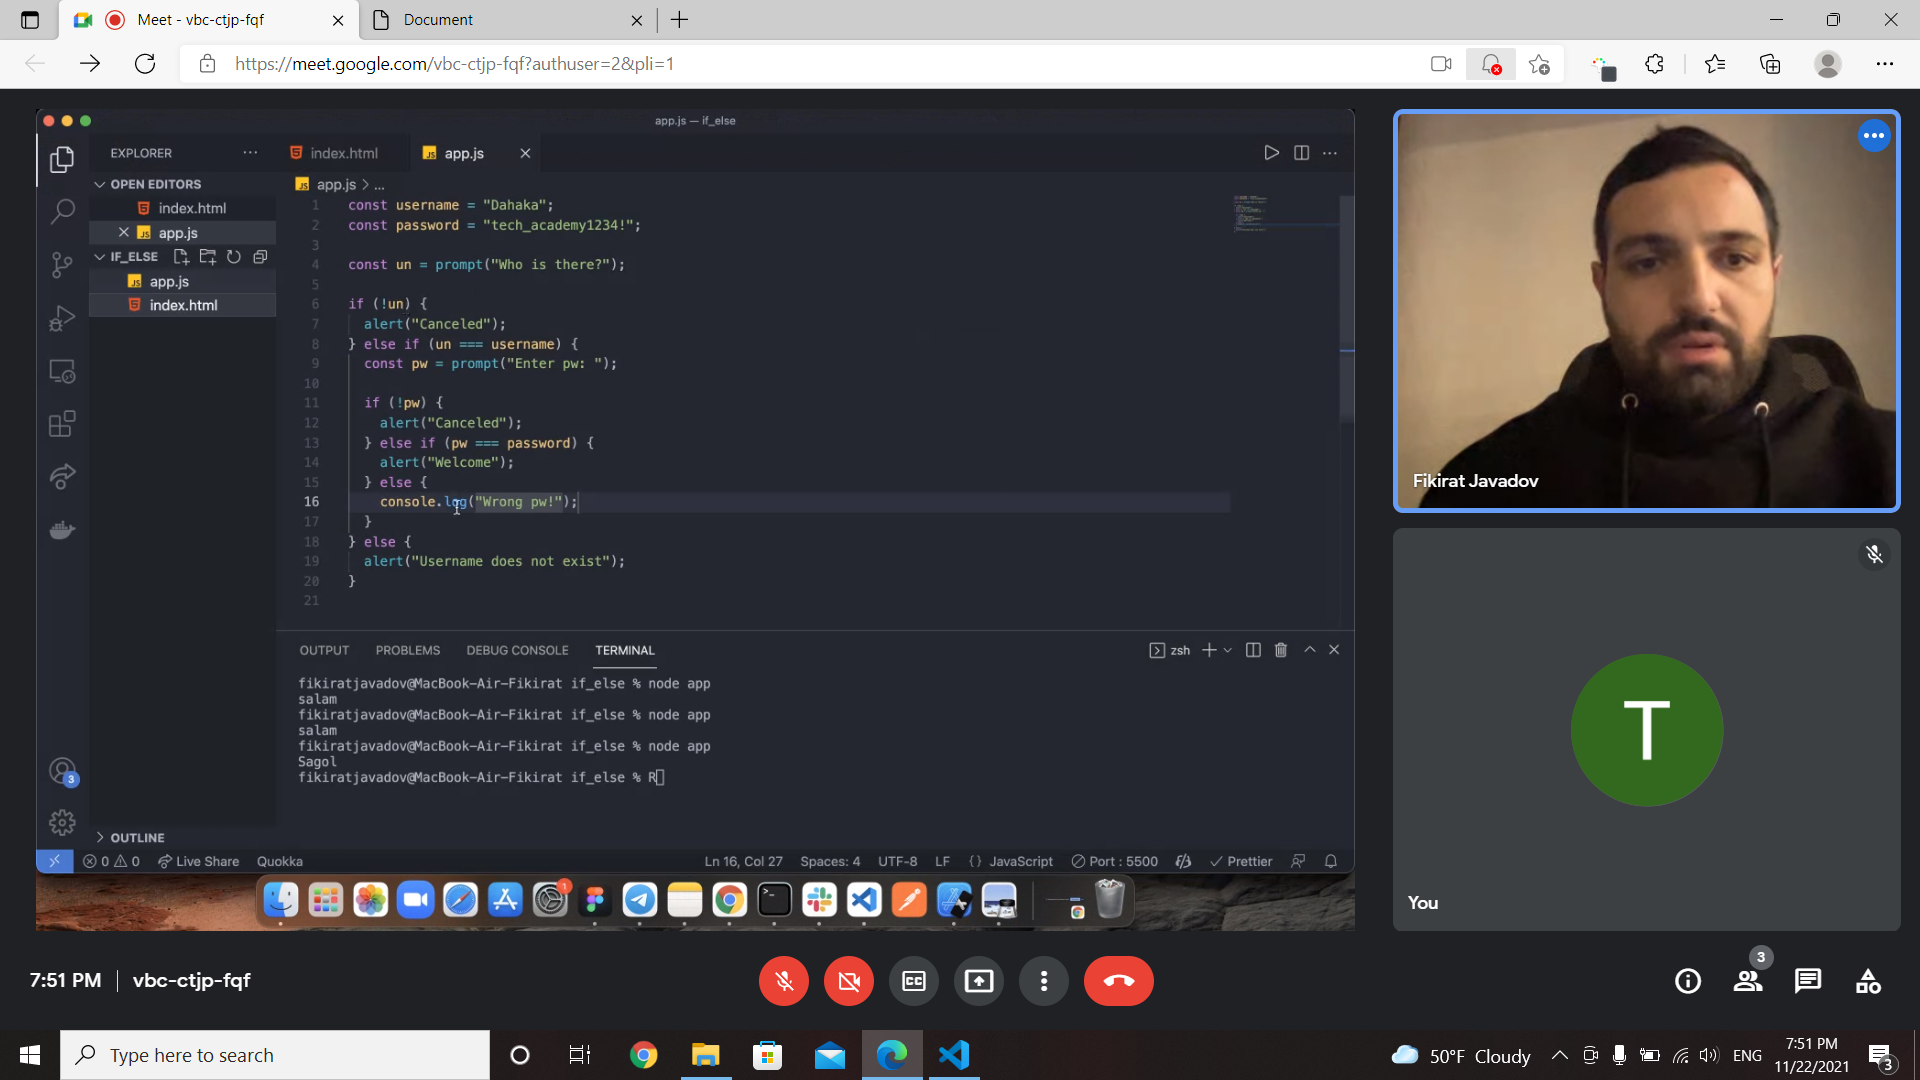 Meet - vbc-ctjp-fqf
Document
https://meet.google.com/vbc-ctjp-fqf?authuser=2&pli=1
app.js — if_else
EXPLORER
index.html
app.js
OPEN EDITORS
index.html
app.js
IF_ELSE
app.js
index.html
app.js > ...
1 const username = "Dahaka";
2 const password = "tech_academy1234!";
3
4 const un = prompt("Who is there?");
5
6 if (!un) {
7 alert("Canceled");
8 } else if (un === username) {
9 const pw = prompt("Enter pw: ");
10
11 if (!pw) {
12 alert("Canceled");
13 } else if (pw === password) {
14 alert("Welcome");
15 } else {
16 console.log("Wrong pw!");
17 }
18 } else {
19 alert("Username does not exist");
20 }
21
OUTPUT
PROBLEMS
DEBUG CONSOLE
TERMINAL
zsh
fikiratjavadov@MacBook-Air-Fikirat if_else % node app
salam
fikiratjavadov@MacBook-Air-Fikirat if_else % node app
salam
fikiratjavadov@MacBook-Air-Fikirat if_else % node app
Sagol
fikiratjavadov@MacBook-Air-Fikirat if_else % R
3
OUTLINE
0 0 Live Share Quokka
Ln 16, Col 27 Spaces: 4 UTF-8 LF {} JavaScript Port : 5500 Prettier
1
Fikirat Javadov
T
You
7:51 PM | vbc-ctjp-fqf
CC
3
Type here to search
50°F Cloudy
ENG
7:51 PM
11/22/2021
3